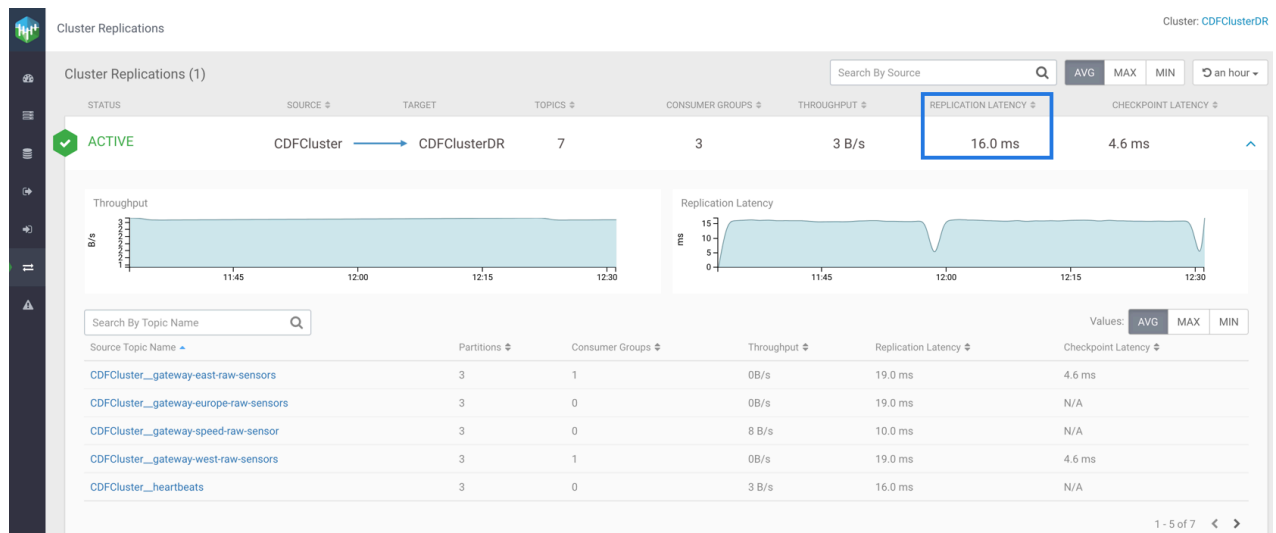 Cluster Replications
Cluster: CDFClusterDR
Cluster Replications (1)
Search By Source
AVG MAX MIN
an hour
STATUS SOURCE TARGET TOPICS CONSUMER GROUPS THROUGHPUT REPLICATION LATENCY CHECKPOINT LATENCY
ACTIVE CDFCluster CDFClusterDR 7 3 3 B/s 16.0 ms 4.6 ms
Throughput
B/s
3
3
2
2
2
2
2
1
11:45 12:00 12:15 12:30
Replication Latency
ms
15
10
5
0
11:45 12:00 12:15 12:30
Search By Topic Name
Values: AVG MAX MIN
Source Topic Name Partitions Consumer Groups Throughput Replication Latency Checkpoint Latency
CDFCluster__gateway-east-raw-sensors 3 1 0B/s 19.0 ms 4.6 ms
CDFCluster__gateway-europe-raw-sensors 3 0 0B/s 19.0 ms N/A
CDFCluster__gateway-speed-raw-sensor 3 0 8 B/s 10.0 ms N/A
CDFCluster__gateway-west-raw-sensors 3 1 0B/s 19.0 ms 4.6 ms
CDFCluster__heartbeats 3 0 3 B/s 16.0 ms N/A
1 - 5 of 7